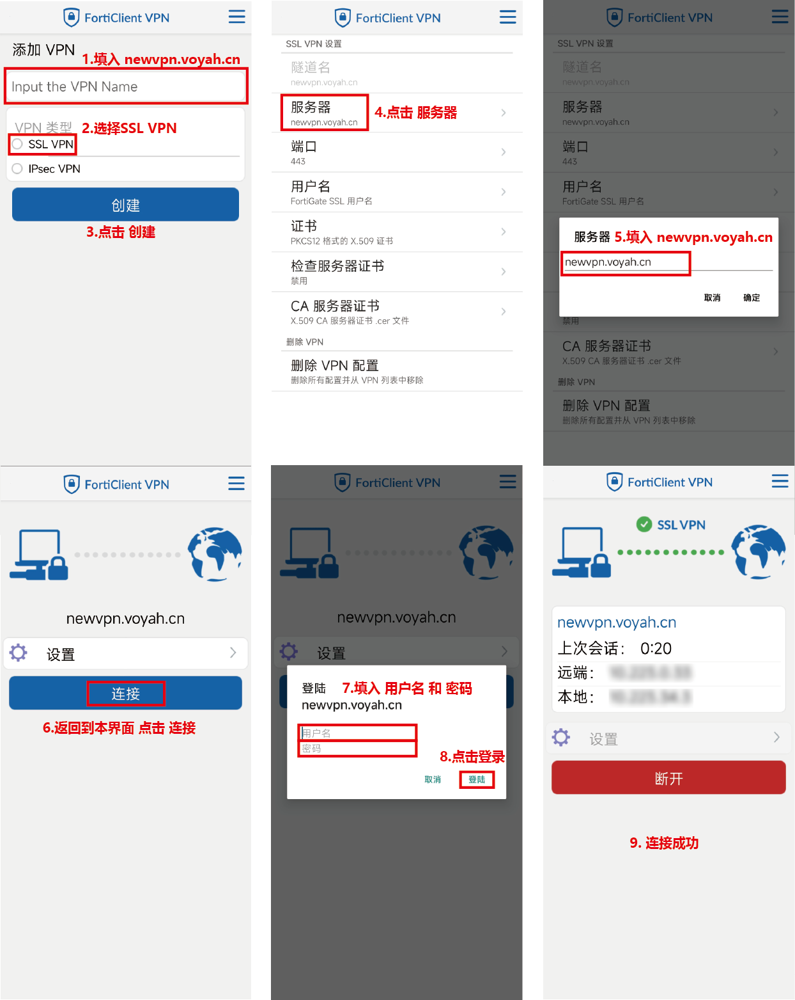 FortiClient VPN
添加 VPN
1.填入 newvpn.voyah.cn
Input the VPN Name
VPN 类型
2.选择SSL VPN
SSL VPN
IPsec VPN
创建
3.点击 创建
FortiClient VPN
SSL VPN 设置
隧道名
newvpn.voyah.cn
服务器
newvpn.voyah.cn
4.点击 服务器
端口
443
用户名
FortiGate SSL 用户名
证书
PKCS12 格式的 X.509 证书
检查服务器证书
禁用
CA 服务器证书
X.509 CA 服务器证书 .cer 文件
删除 VPN
删除 VPN 配置
删除所有配置并从 VPN 列表中移除
FortiClient VPN
SSL VPN 设置
隧道名
newvpn.voyah.cn
服务器
newvpn.voyah.cn
端口
443
用户名
FortiGate SSL 用户名
服务器 5.填入 newvpn.voyah.cn
newvpn.voyah.cn
取消 确定
禁用
CA 服务器证书
X.509 CA 服务器证书 .cer 文件
删除 VPN
删除 VPN 配置
删除所有配置并从 VPN 列表中移除
FortiClient VPN
newvpn.voyah.cn
设置
连接
6.返回到本界面 点击 连接
FortiClient VPN
newvpn.voyah.cn
设置
登陆 7.填入 用户名 和 密码
newvpn.voyah.cn
用户名
密码
8.点击登录
取消 登陆
FortiClient VPN
SSL VPN
newvpn.voyah.cn
上次会话： 0:20
远端：
本地：
设置
断开
9. 连接成功